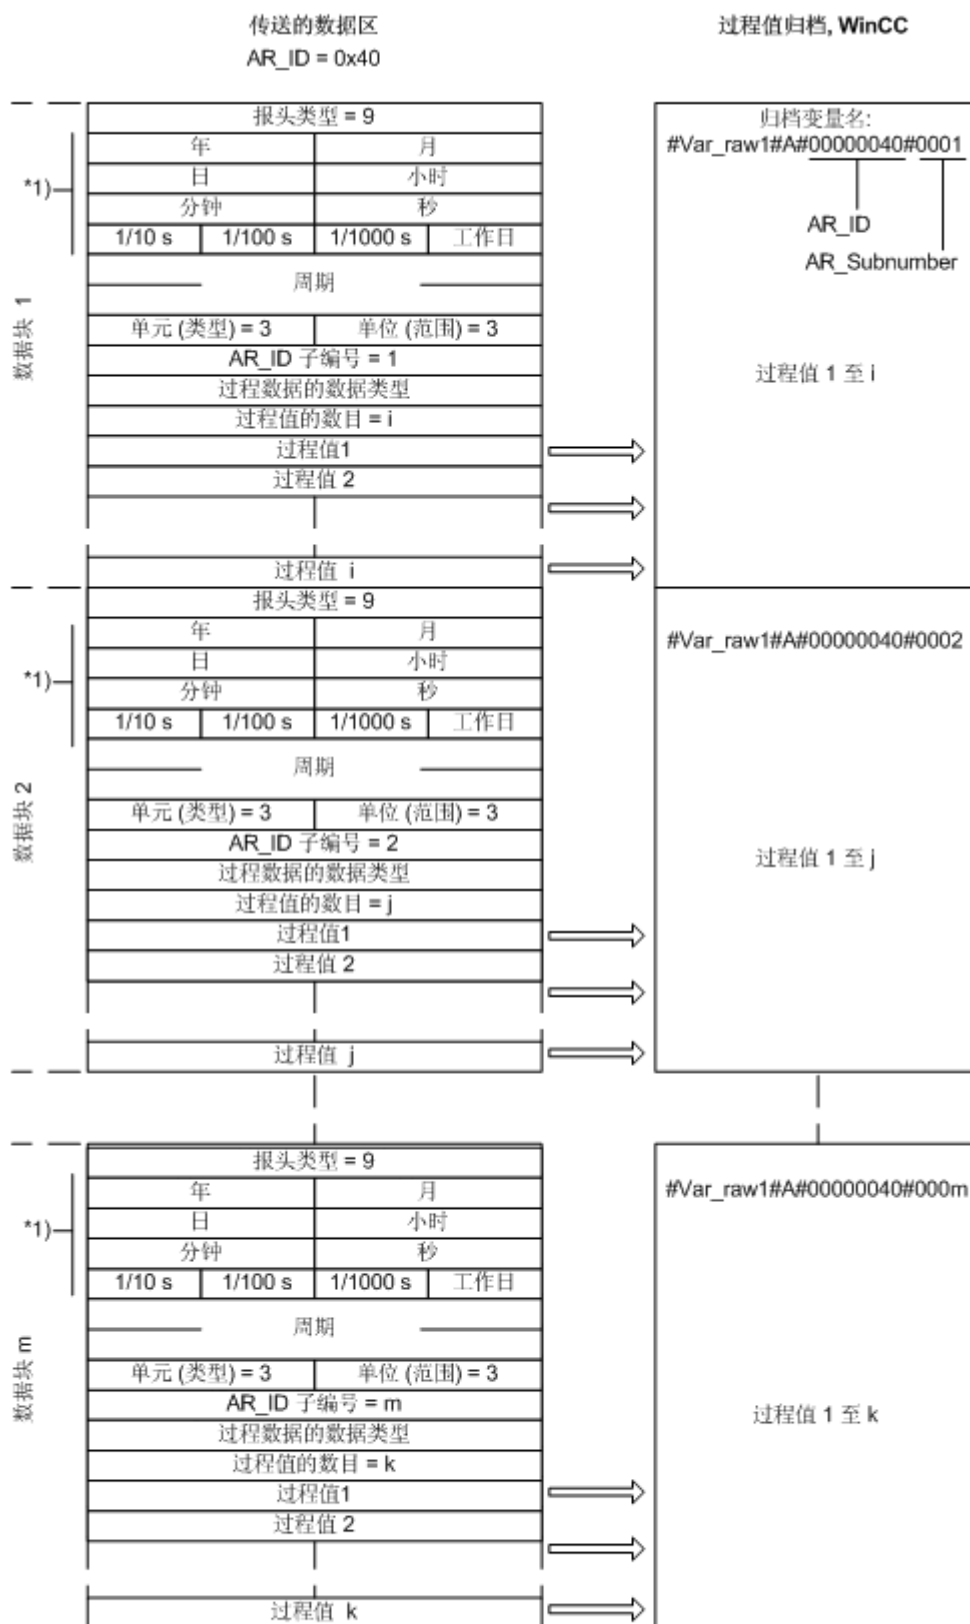 传送的数据区
AR_ID = 0x40
过程值归档, WinCC
数据块 1
*1)
报头类型 = 9
年 月
日 小时
分钟 秒
1/10 s 1/100 s 1/1000 s 工作日
周期
单元 (类型) = 3 单位 (范围) = 3
AR_ID 子编号 = 1
过程数据的数据类型
过程值的数目 = i
过程值1
过程值 2
过程值 i
归档变量名:
#Var_raw1#A#00000040#0001
AR_ID
AR_Subnumber
过程值 1 至 i
数据块 2
*1)
报头类型 = 9
年 月
日 小时
分钟 秒
1/10 s 1/100 s 1/1000 s 工作日
周期
单元 (类型) = 3 单位 (范围) = 3
AR_ID 子编号 = 2
过程数据的数据类型
过程值的数目 = j
过程值1
过程值 2
过程值 j
#Var_raw1#A#00000040#0002
过程值 1 至 j
数据块 m
*1)
报头类型 = 9
年 月
日 小时
分钟 秒
1/10 s 1/100 s 1/1000 s 工作日
周期
单元 (类型) = 3 单位 (范围) = 3
AR_ID 子编号 = m
过程数据的数据类型
过程值的数目 = k
过程值1
过程值 2
过程值 k
#Var_raw1#A#00000040#000m
过程值 1 至 k